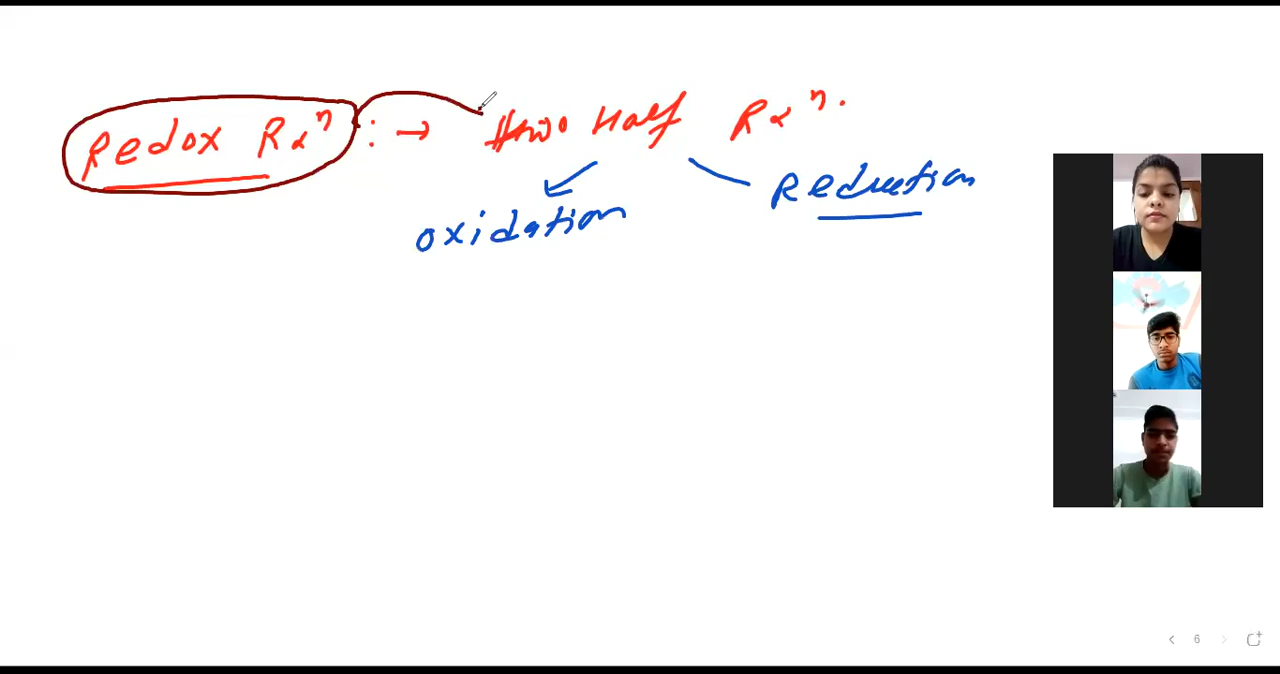 Redox Rxⁿ : → two Half Rxⁿ.
oxidation Reduction
6